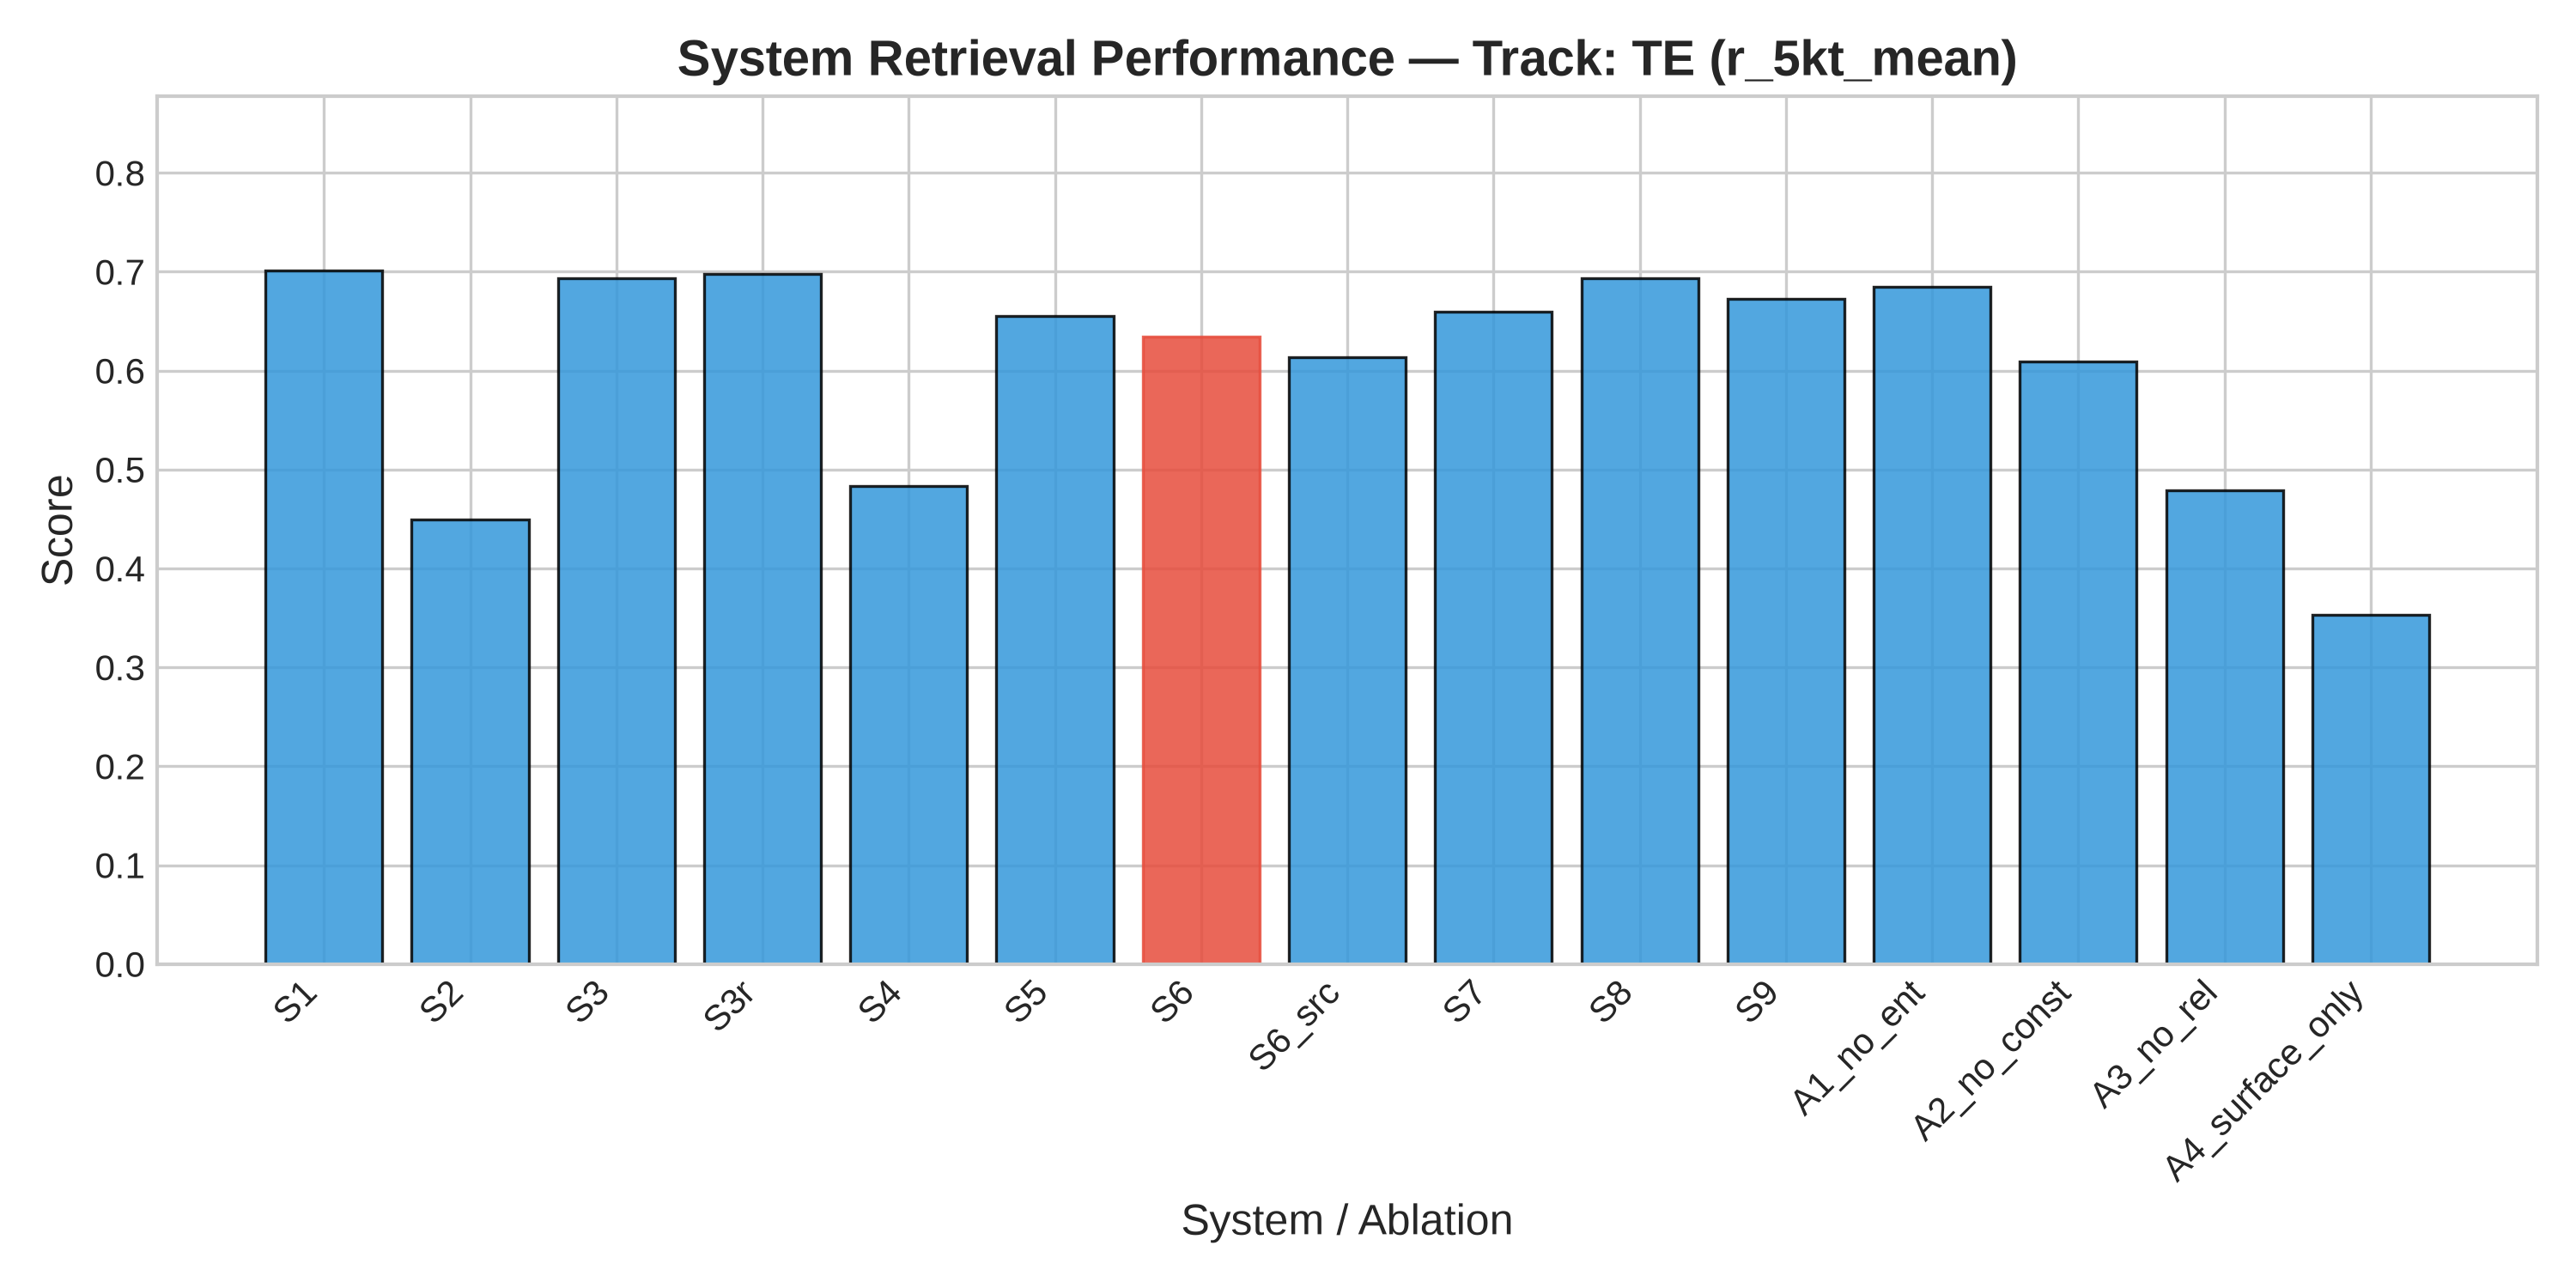 System Retrieval Performance — Track: TE (r_5kt_mean)
0.8
0.7
0.6
0.5
0.4
0.3
0.2
0.1
0.0
Score
S1
S2
S3
S3r
S4
S5
S6
S6_src
S7
S8
S9
A1_no_ent
A2_no_const
A3_no_rel
A4_surface_only
System / Ablation